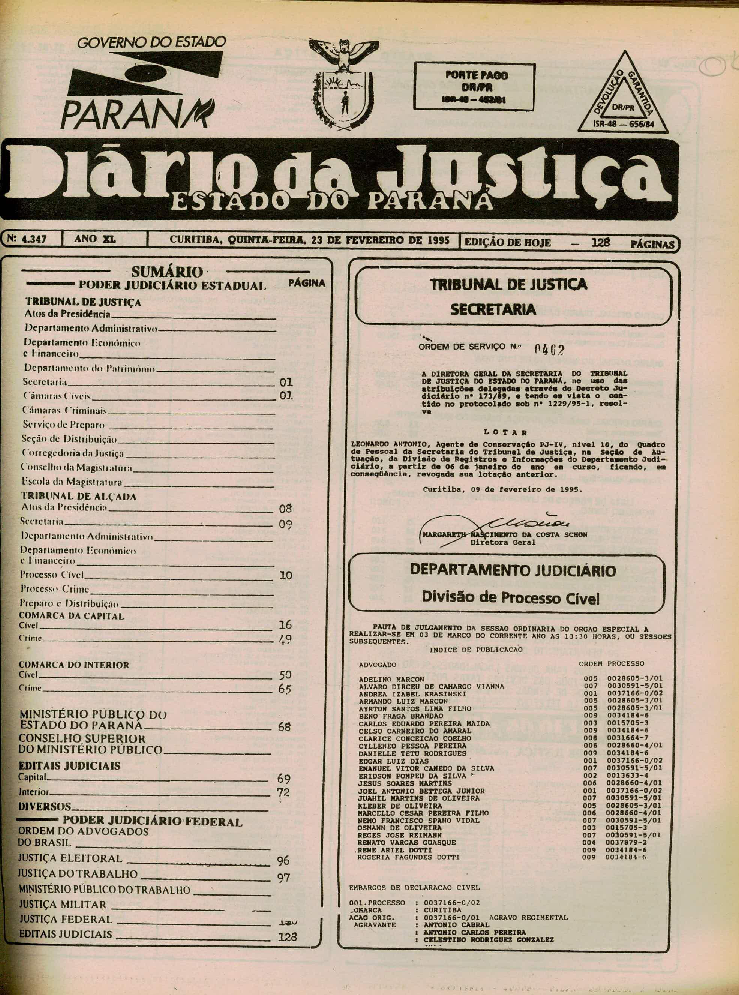 GOVERNO DO ESTADO
PARANÁ
PORTE PAGO
DR/PR
ISR-48 — 452/81
DEVOLUÇÃO GARANTIDA
DR/PR
ISR-48 — 656/84
Diário da Justiça
ESTADO DO PARANÁ
Nº 4.347 ANO XL CURITIBA, QUINTA-FEIRA, 23 DE FEVEREIRO DE 1995 EDIÇÃO DE HOJE — 128 PÁGINAS
SUMÁRIO
PODER JUDICIÁRIO ESTADUAL PÁGINA
TRIBUNAL DE JUSTIÇA
Atos da Presidência
Departamento Administrativo
Departamento Econômico
e Financeiro
Departamento do Patrimônio
Secretaria 01
Câmaras Cíveis 01
Câmaras Criminais
Serviço de Preparo
Seção de Distribuição
Corregedoria da Justiça
Conselho da Magistratura
Escola da Magistratura
TRIBUNAL DE ALÇADA
Atos da Presidência 08
Secretaria 09
Departamento Administrativo
Departamento Econômico
e Financeiro
Processo Cível 10
Processo Crime
Preparo e Distribuição
COMARCA DA CAPITAL
Cível 16
Crime 49
COMARCA DO INTERIOR
Cível 50
Crime 65
MINISTÉRIO PÚBLICO DO
ESTADO DO PARANÁ 68
CONSELHO SUPERIOR
DO MINISTÉRIO PÚBLICO
EDITAIS JUDICIAIS
Capital 69
Interior 72
DIVERSOS
PODER JUDICIÁRIO FEDERAL
ORDEM DO ADVOGADOS
DO BRASIL
JUSTIÇA ELEITORAL 96
JUSTIÇA DO TRABALHO 97
MINISTÉRIO PÚBLICO DO TRABALHO
JUSTIÇA MILITAR
JUSTIÇA FEDERAL
EDITAIS JUDICIAIS 128
TRIBUNAL DE JUSTIÇA
SECRETARIA
ORDEM DE SERVIÇO N.º 0462
A DIRETORA GERAL DA SECRETARIA DO TRIBUNAL
DE JUSTIÇA DO ESTADO DO PARANÁ, no uso das
atribuições delegadas através do Decreto Ju-
diciário nº 171/89, e tendo em vista o con-
tido no protocolado sob nº 1229/95-1, resol-
ve
L O T A R
LEONARDO ANTONIO, Agente de Conservação PJ-IV, nível 16, do Quadro
de Pessoal da Secretaria do Tribunal de Justiça, na Seção de Au-
tuação, da Divisão de Registros e Informações do Departamento Judi-
ciário, a partir de 06 de janeiro do ano em curso, ficando, em
conseqüência, revogada sua lotação anterior.
Curitiba, 09 de fevereiro de 1995.
MARGARETH NASCIMENTO DA COSTA SCHON
Diretora Geral
DEPARTAMENTO JUDICIÁRIO
Divisão de Processo Cível
PAUTA DE JULGAMENTO DA SESSAO ORDINARIA DO ORGAO ESPECIAL A
REALIZAR-SE EM 03 DE MARCO DO CORRENTE ANO AS 13:30 HORAS, OU SESSOES
SUBSEQUENTES.
INDICE DE PUBLICACAO
ADVOGADO ORDEM PROCESSO
ADELINO MARCON 005 0028605-3/01
ALVARO DIRCEU DE CAMARGO VIANNA 007 0030591-5/01
ANDREA IZABEL KRASINSKI 001 0037166-0/02
ARMANDO LUIZ MARCON 005 0028605-3/01
AYRTON SANTOS LIMA FILHO 005 0028605-3/01
BENO FRAGA BRANDAO 009 0034184-6
CARLOS EDUARDO PEREIRA MAIDA 003 0015705-3
CELSO CARNEIRO DO AMARAL 009 0034184-6
CLARICE CONCEICAO COELHO 008 0031664-7
CYLLENEO PESSOA PEREIRA 006 0028660-4/01
DANIELLE TETU RODRIGUES 009 0034184-6
EDGAR LUIZ DIAS 001 0037166-0/02
EMANUEL VITOR CANEDO DA SILVA 007 0030591-5/01
ERIDSON POMPEU DA SILVA 002 0013633-4
JESUS SOARES MARTINS 006 0028660-4/01
JOEL ANTONIO BETTEGA JUNIOR 001 0037166-0/02
JUAHIL MARTINS DE OLIVEIRA 007 0030591-5/01
KLEBER DE OLIVEIRA 005 0028605-3/01
MARCELLO CESAR PEREIRA FILHO 006 0028660-4/01
NEMO FRANCISCO SPANO VIDAL 007 0030591-5/01
OSMANN DE OLIVEIRA 003 0015705-3
REGES JOSE REIMANN 007 0030591-5/01
RENATO VARGAS GUASQUE 004 0037879-2
RENE ARIEL DOTTI 009 0034184-6
ROGERIA FAGUNDES DOTTI 009 0034184-6
EMBARGOS DE DECLARACAO CIVEL
001.PROCESSO : 0037166-0/02
COMARCA : CURITIBA
ACAO ORIG. : 0037166-0/01 AGRAVO REGIMENTAL
AGRAVANTE : ANTONIO CABRAL
: ANTONIO CARLOS PEREIRA
: CELESTINO RODRIGUEZ GONZALEZ